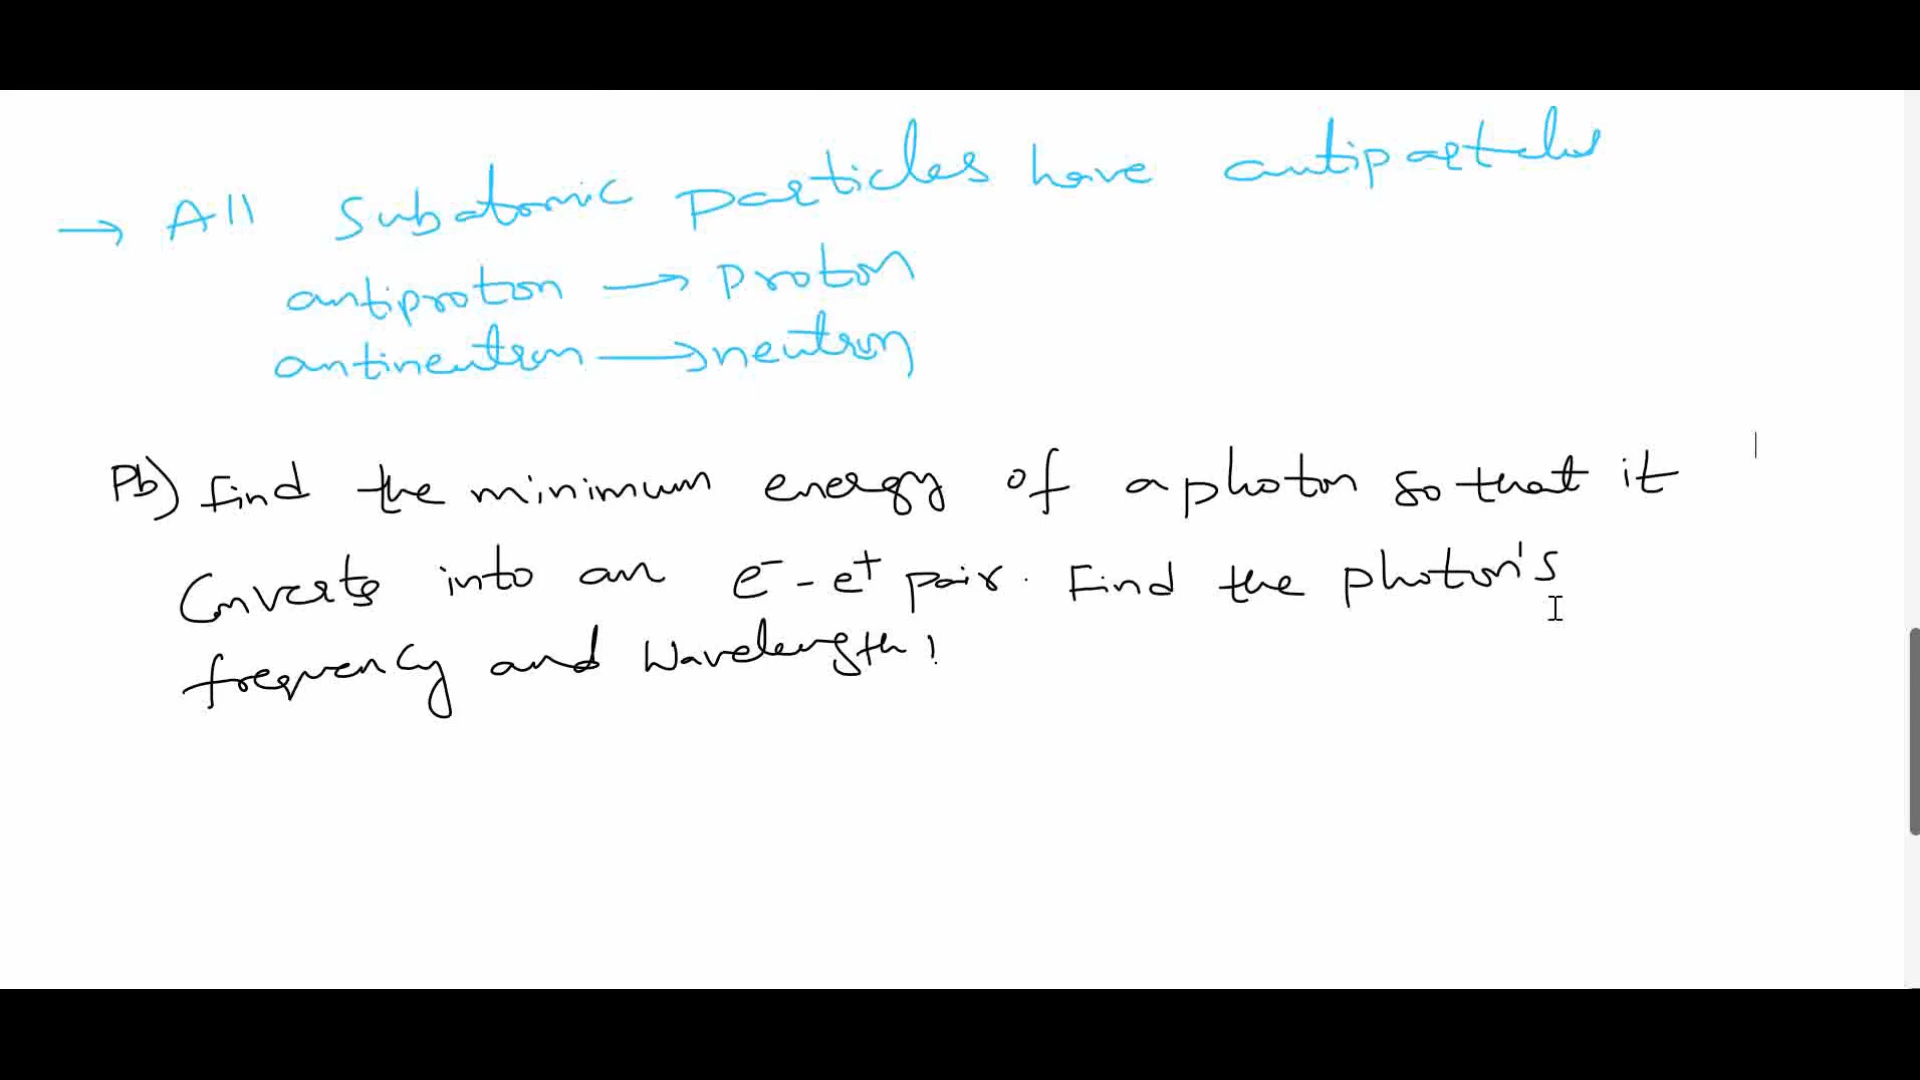 → All Subatomic particles have antiparticles
antiproton → proton
antineutron → neutron
Pb) Find the minimum energy of a photon so that it
Converts into an e⁻ - e⁺ pair. Find the photon's
frequency and wavelength!